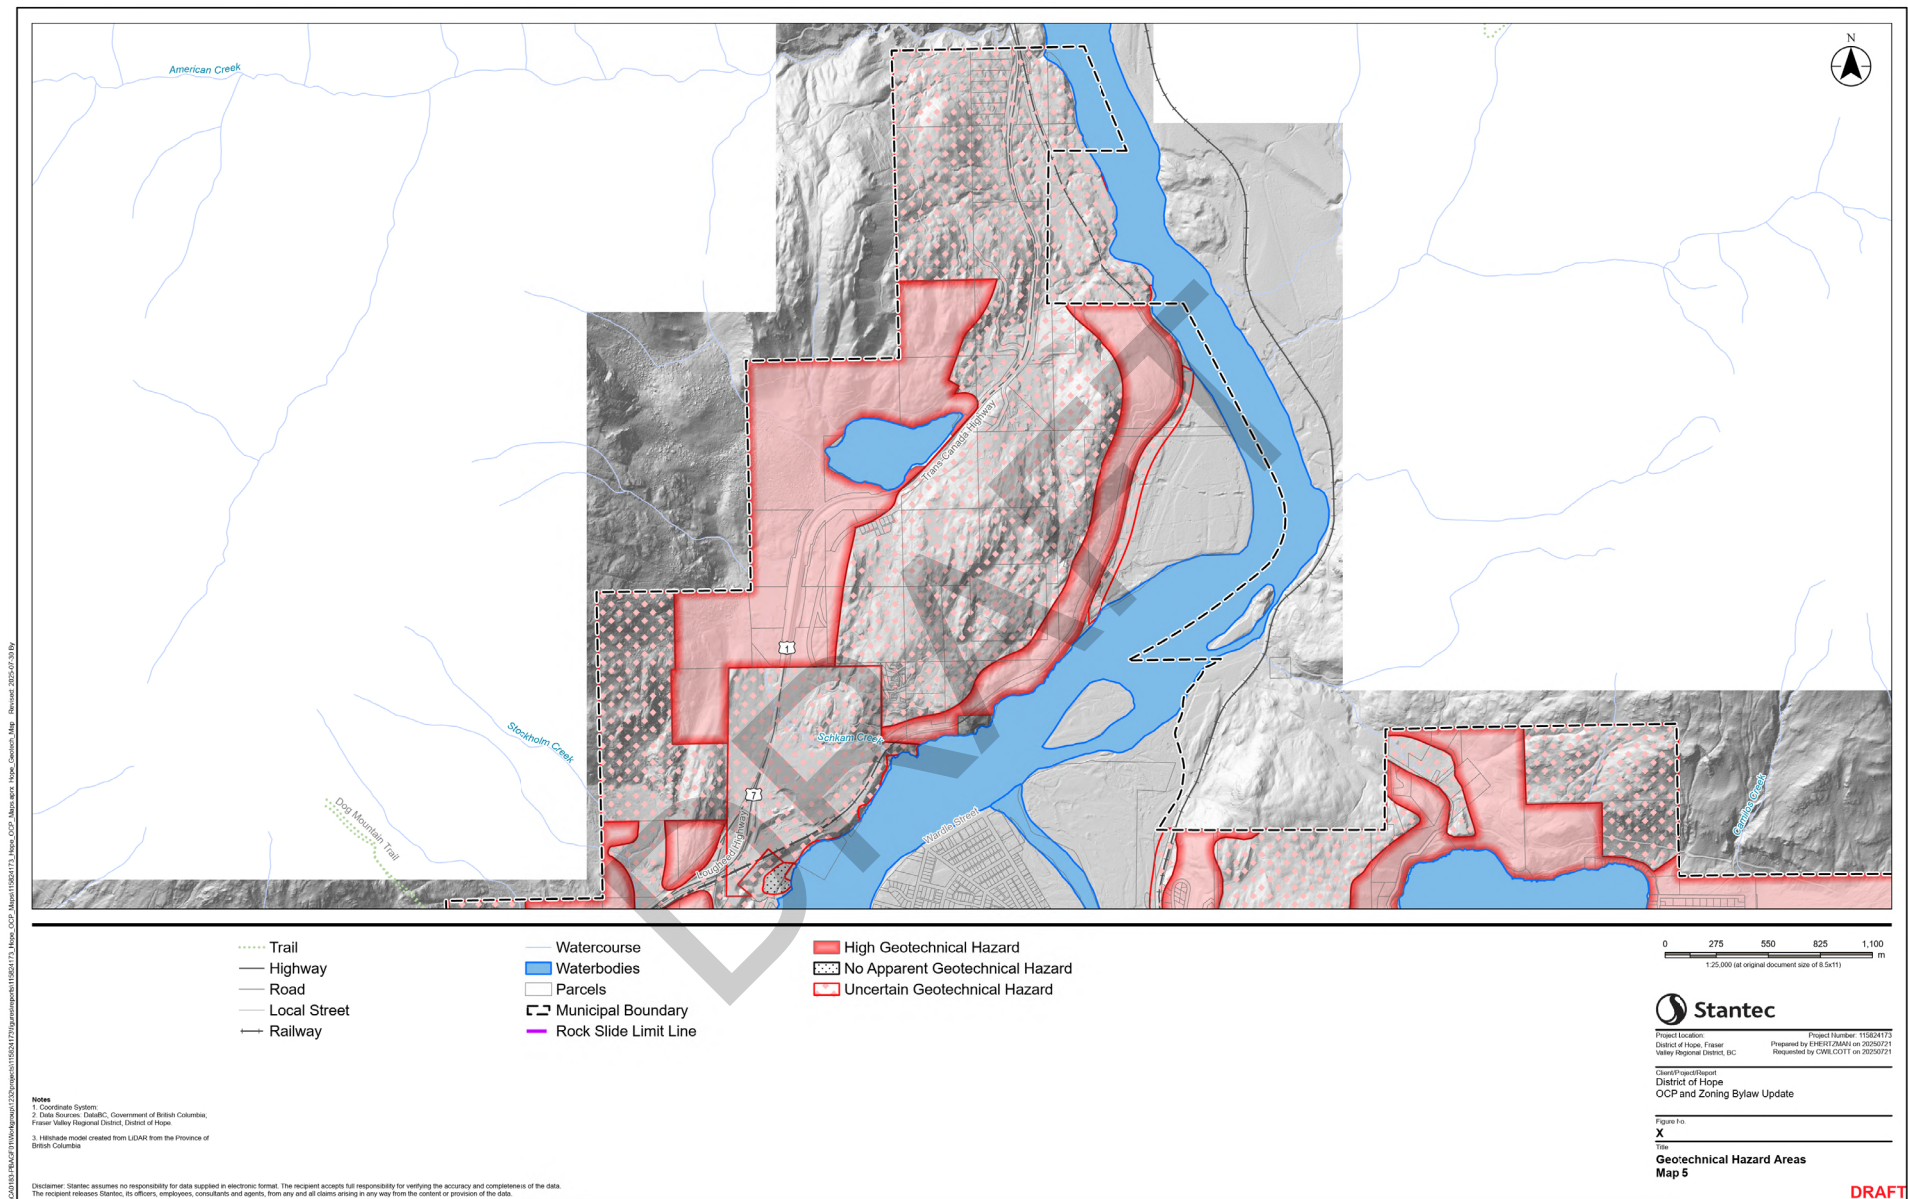 American Creek
N
Trans-Canada Highway
1
Stockholm Creek
Schkam Creek
7
Dog Mountain Trail
Lougheed Highway
Wardle Street
Camilos Creek
DRAFT
Trail
Highway
Road
Local Street
Railway
Watercourse
Waterbodies
Parcels
Municipal Boundary
Rock Slide Limit Line
High Geotechnical Hazard
No Apparent Geotechnical Hazard
Uncertain Geotechnical Hazard
0 275 550 825 1,100
m
1:25,000 (at original document size of 8.5x11)
Stantec
Project Location:
District of Hope, Fraser
Valley Regional District, BC
Project Number: 115824173
Prepared by EHERTZMAN on 20250721
Requested by CWILCOTT on 20250721
Client/Project/Report
District of Hope
OCP and Zoning Bylaw Update
Figure No.
X
Title
Geotechnical Hazard Areas
Map 5
DRAFT
Notes
1. Coordinate System:
2. Data Sources: DataBC, Government of British Columbia;
Fraser Valley Regional District, District of Hope.
3. Hillshade model created from LiDAR from the Province of
British Columbia
Disclaimer: Stantec assumes no responsibility for data supplied in electronic format. The recipient accepts full responsibility for verifying the accuracy and completeness of the data.
The recipient releases Stantec, its officers, employees, consultants and agents, from any and all claims arising in any way from the content or provision of the data.
Revised: 2025-07-30 By